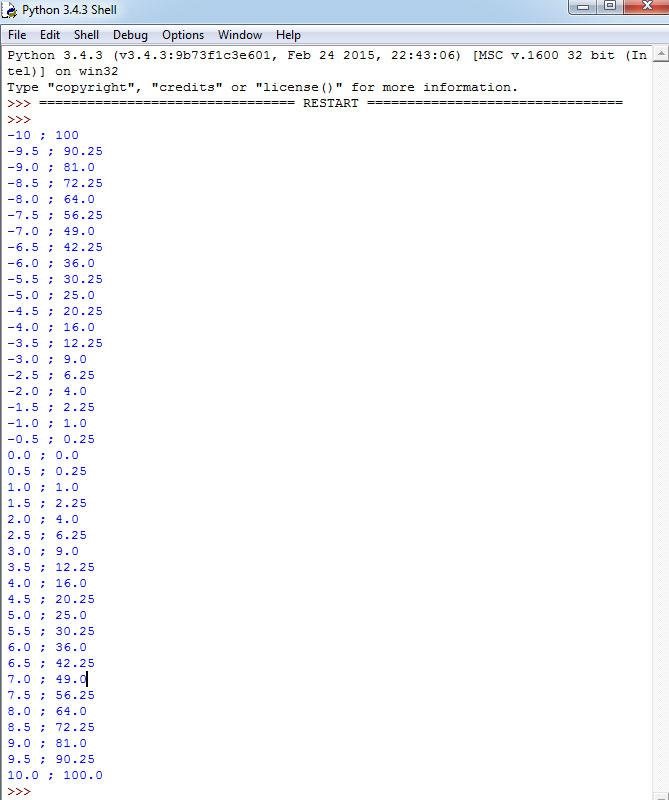 Python 3.4.3 Shell
File Edit Shell Debug Options Window Help
Python 3.4.3 (v3.4.3:9b73f1c3e601, Feb 24 2015, 22:43:06) [MSC v.1600 32 bit (In
tel)] on win32
Type "copyright", "credits" or "license()" for more information.
>>> ================================ RESTART ================================
>>>
-10 ; 100
-9.5 ; 90.25
-9.0 ; 81.0
-8.5 ; 72.25
-8.0 ; 64.0
-7.5 ; 56.25
-7.0 ; 49.0
-6.5 ; 42.25
-6.0 ; 36.0
-5.5 ; 30.25
-5.0 ; 25.0
-4.5 ; 20.25
-4.0 ; 16.0
-3.5 ; 12.25
-3.0 ; 9.0
-2.5 ; 6.25
-2.0 ; 4.0
-1.5 ; 2.25
-1.0 ; 1.0
-0.5 ; 0.25
0.0 ; 0.0
0.5 ; 0.25
1.0 ; 1.0
1.5 ; 2.25
2.0 ; 4.0
2.5 ; 6.25
3.0 ; 9.0
3.5 ; 12.25
4.0 ; 16.0
4.5 ; 20.25
5.0 ; 25.0
5.5 ; 30.25
6.0 ; 36.0
6.5 ; 42.25
7.0 ; 49.0
7.5 ; 56.25
8.0 ; 64.0
8.5 ; 72.25
9.0 ; 81.0
9.5 ; 90.25
10.0 ; 100.0
>>>